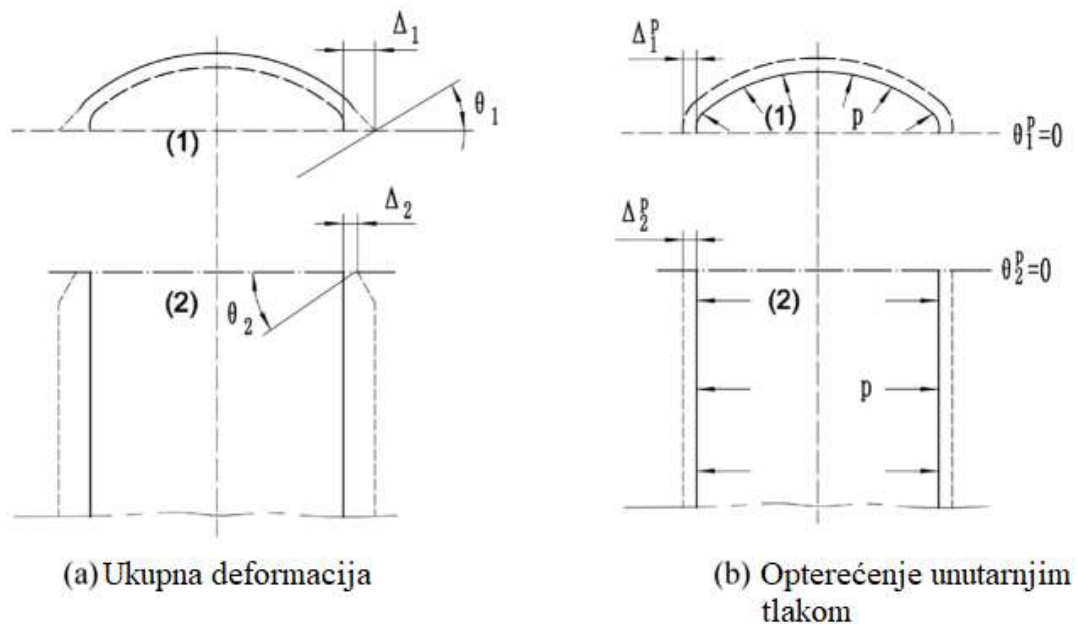 Δ₁
θ₁
(1)
Δ₂
(2)
θ₂
(a) Ukupna deformacija
Δ₁ᵖ
(1)
p
θ₁ᵖ=0
Δ₂ᵖ
θ₂ᵖ=0
(2)
p
(b) Opterećenje unutarnjim
tlakom